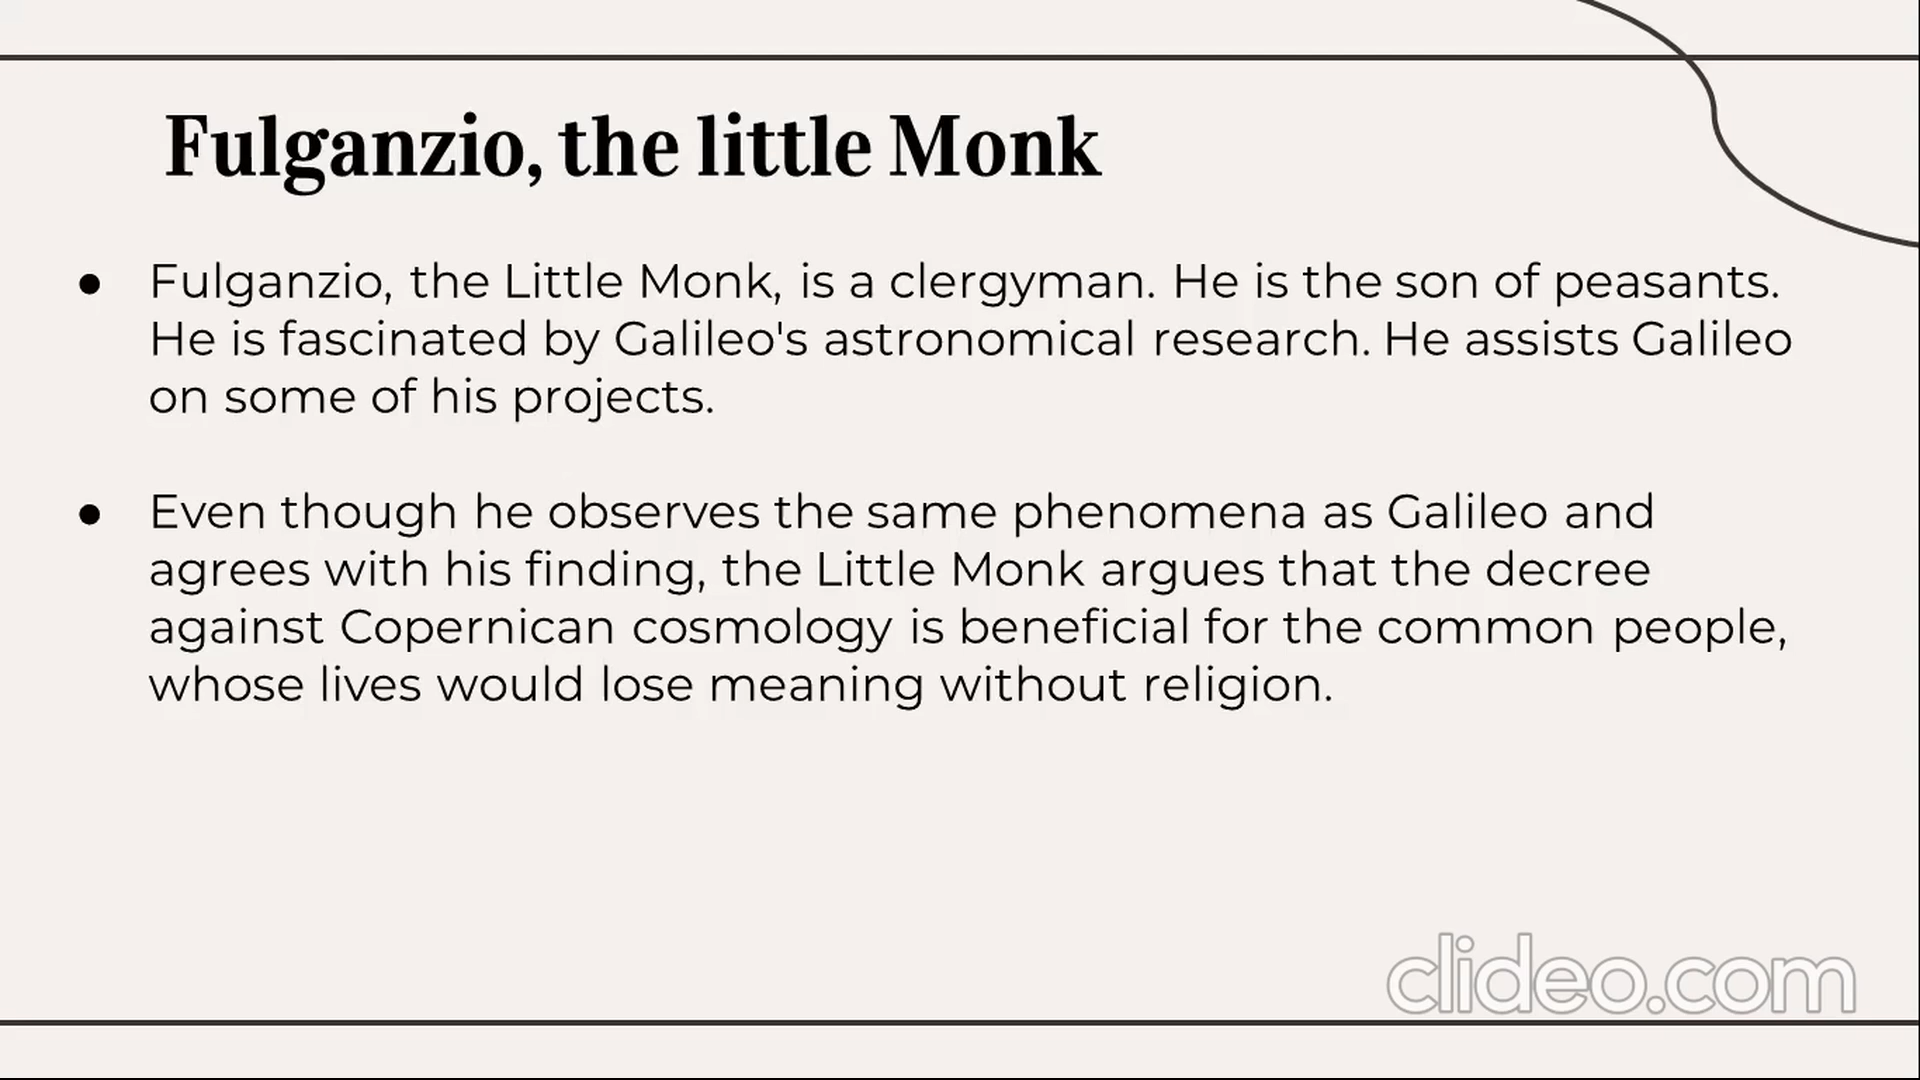 Fulganzio, the little Monk
● Fulganzio, the Little Monk, is a clergyman. He is the son of peasants.
He is fascinated by Galileo's astronomical research. He assists Galileo
on some of his projects.
● Even though he observes the same phenomena as Galileo and
agrees with his finding, the Little Monk argues that the decree
against Copernican cosmology is beneficial for the common people,
whose lives would lose meaning without religion.
clideo.com